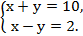 x + y = 10,
x − y = 2.